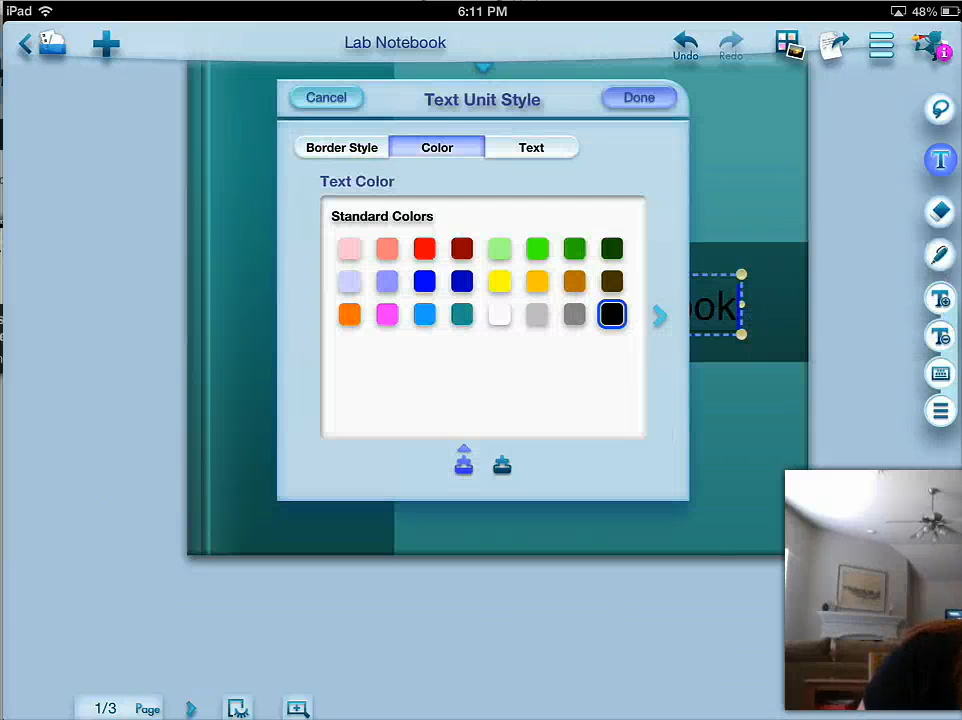 iPad 6:11 PM 48%
Lab Notebook
Undo Redo
Cancel Text Unit Style Done
Border Style Color Text
Text Color
Standard Colors
T
ook
T
T
1/3 Page